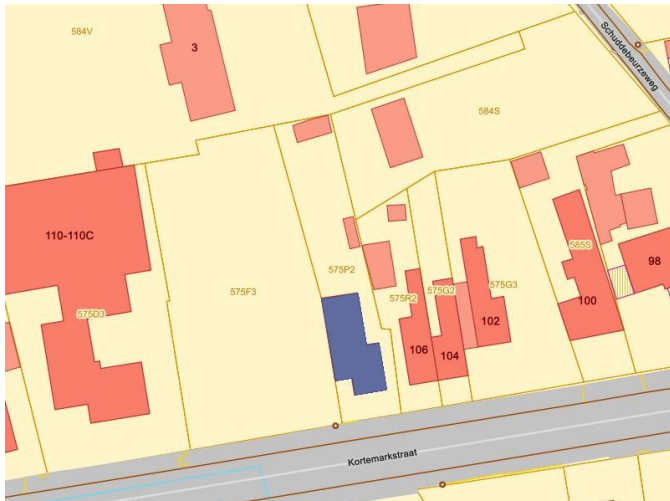 584V
3
Schuddebeurzeweg
584S
110-110C
575F3
575P2
575R2
575G2
575G3
585S
98
575D3
106
104
102
100
Kortemarkstraat